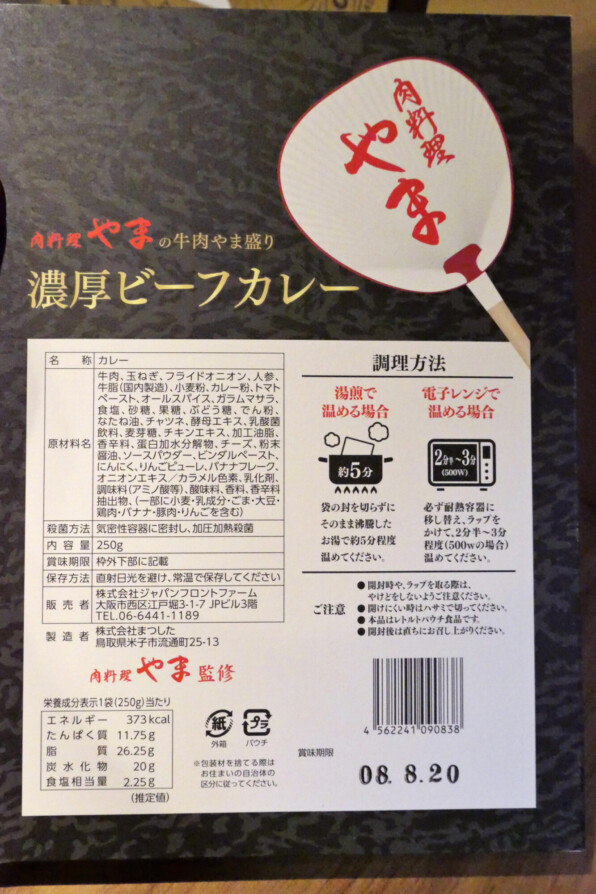 肉料理
やま
肉料理 やま の牛肉やま盛り
濃厚ビーフカレー
名 称 カレー
原材料名
牛肉、玉ねぎ、フライドオニオン、人参、
牛脂(国内製造)、小麦粉、カレー粉、トマト
ペースト、オールスパイス、ガラムマサラ、
食塩、砂糖、果糖、ぶどう糖、でん粉、
なたね油、チャツネ、酵母エキス、乳酸菌
飲料、麦芽糖、チキンエキス、加工油脂、
香辛料、蛋白加水分解物、チーズ、粉末
醤油、ソースパウダー、ビンダルペースト、
にんにく、りんごピューレ、バナナフレーク、
オニオンエキス/カラメル色素、乳化剤、
調味料(アミノ酸等)、酸味料、香料、香辛料
抽出物、(一部に小麦・乳成分・ごま・大豆・
鶏肉・バナナ・豚肉・りんごを含む)
殺菌方法 気密性容器に密封し、加圧加熱殺菌
内 容 量 250g
賞味期限 枠外下部に記載
保存方法 直射日光を避け、常温で保存してください
販 売 者 株式会社ジャパンフロントファーム
大阪市西区江戸堀3-1-7 JPビル3階
TEL.06-6441-1189
製 造 者 株式会社まつした
鳥取県米子市流通町25-13
肉料理 やま 監修
栄養成分表示1袋(250g)当たり
エネルギー 373kcal
たんぱく質 11.75g
脂 質 26.25g
炭水化物 20g
食塩相当量 2.25g
(推定値)
紙
外箱
プラ
パウチ
※包装材を捨てる際は
お住まいの自治体の
区分に従ってください。
調理方法
湯煎で
温める場合
約5分
袋の封を切らずに
そのまま沸騰した
お湯で約5分程度
温めてください。
電子レンジで
温める場合
2分半〜3分
(500W)
必ず耐熱容器に
移し替え、ラップを
かけて、2分半〜3分
程度(500wの場合)
温めてください。
ご注意
●開封時や、ラップを取る際は、
やけどをしないようご注意ください。
●開けにくい時はハサミで切ってください。
●本品はレトルトパウチ食品です。
●開封後は直ちにお召し上がりください。
4 562241 090838
賞味期限
08. 8.20